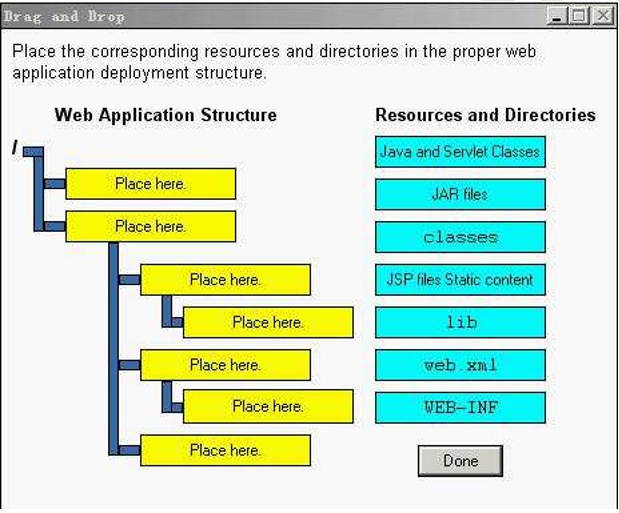 Drag and Drop
Place the corresponding resources and directories in the proper web
application deployment structure.
Web Application Structure
Resources and Directories
/
Place here.
Place here.
Place here.
Place here.
Place here.
Place here.
Place here.
Java and Servlet Classes
JAR files
classes
JSP files Static content
lib
web.xml
WEB-INF
Done